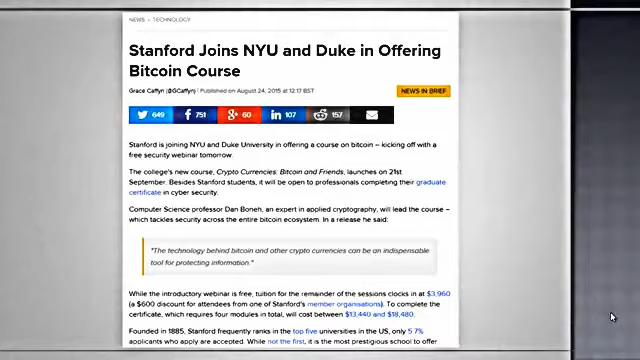 NEWS • TECHNOLOGY
Stanford Joins NYU and Duke in Offering
Bitcoin Course
Grace Caffyn (@GCaffyn) | Published on August 24, 2015 at 12:17 BST
NEWS IN BRIEF
649 751 60 107 157
Stanford is joining NYU and Duke University in offering a course on bitcoin – kicking off with a
free security webinar tomorrow.
The college's new course, Crypto Currencies: Bitcoin and Friends, launches on 21st
September. Besides Stanford students, it will be open to professionals completing their graduate
certificate in cyber security.
Computer Science professor Dan Boneh, an expert in applied cryptography, will lead the course –
which tackles security across the entire bitcoin ecosystem. In a release he said:
"The technology behind bitcoin and other crypto currencies can be an indispensable
tool for protecting information."
While the introductory webinar is free, tuition for the remainder of the sessions clocks in at $3,960
(a $600 discount for attendees from one of Stanford's member organisations). To complete the
certificate, which requires four modules in total, will cost between $13,440 and $18,480.
Founded in 1885, Stanford frequently ranks in the top five universities in the US, only 5.7%
applicants who apply are accepted. While not the first, it is the most prestigious school to offer